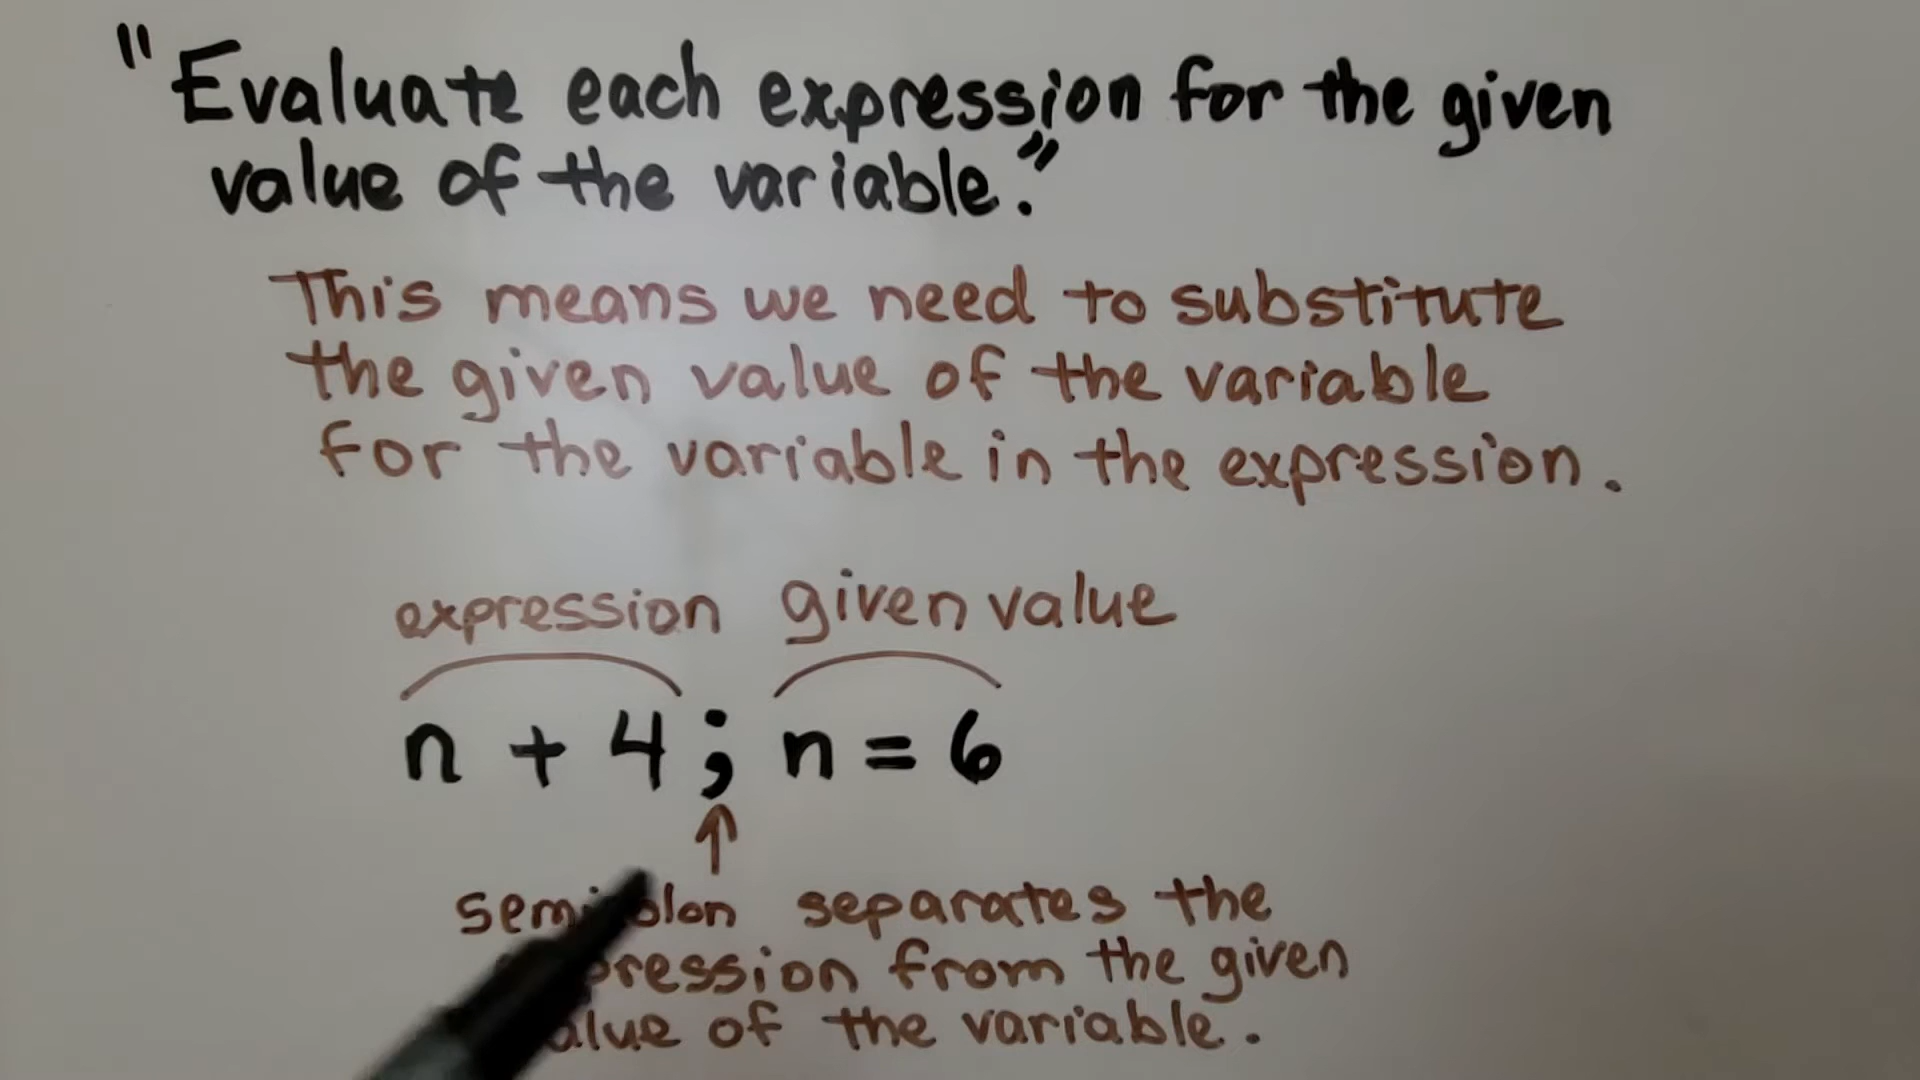 "Evaluate each expression for the given
value of the variable."
This means we need to substitute
the given value of the variable
for the variable in the expression.
expression given value
n + 4 ; n = 6
↑
separates the
from the given
of the variable.